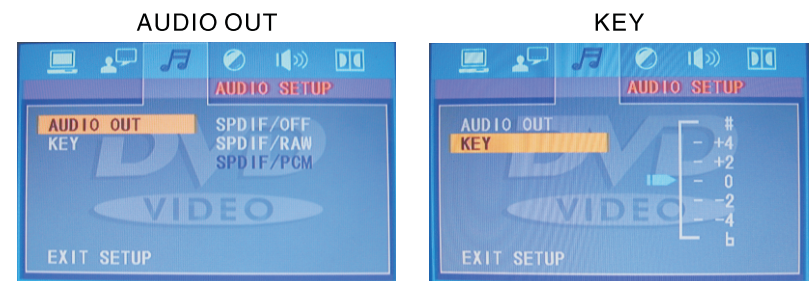 AUDIO OUT
AUDIO SETUP
AUDIO OUT
KEY
SPDIF/OFF
SPDIF/RAW
SPDIF/PCM
DVD
VIDEO
EXIT SETUP
KEY
AUDIO SETUP
AUDIO OUT
KEY
#
- +4
- +2
- 0
- -2
- -4
b
DVD
VIDEO
EXIT SETUP